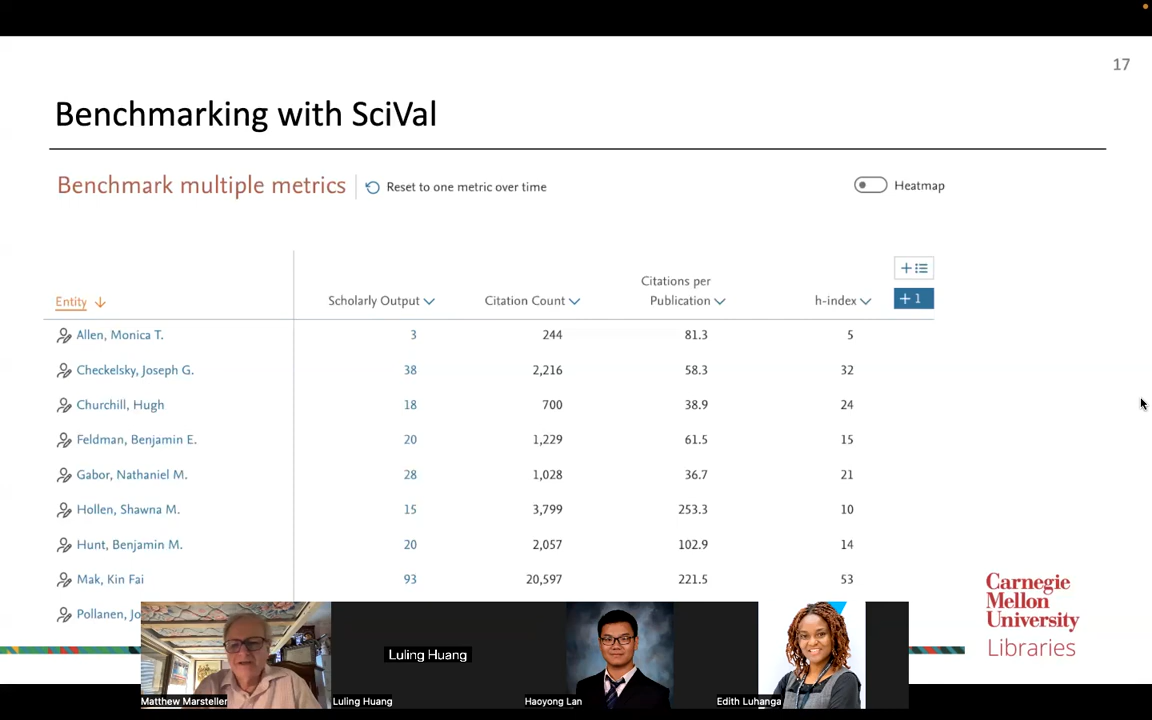 17
Benchmarking with SciVal
Benchmark multiple metrics
Reset to one metric over time
Heatmap
Entity
Scholarly Output
Citation Count
Citations per
Publication
h-index
+ 1
Allen, Monica T. 3 244 81.3 5
Checkelsky, Joseph G. 38 2,216 58.3 32
Churchill, Hugh 18 700 38.9 24
Feldman, Benjamin E. 20 1,229 61.5 15
Gabor, Nathaniel M. 28 1,028 36.7 21
Hollen, Shawna M. 15 3,799 253.3 10
Hunt, Benjamin M. 20 2,057 102.9 14
Mak, Kin Fai 93 20,597 221.5 53
Pollanen, Jo
Carnegie
Mellon
University
Libraries
Luling Huang
Matthew Marsteller
Luling Huang
Haoyong Lan
Edith Luhanga